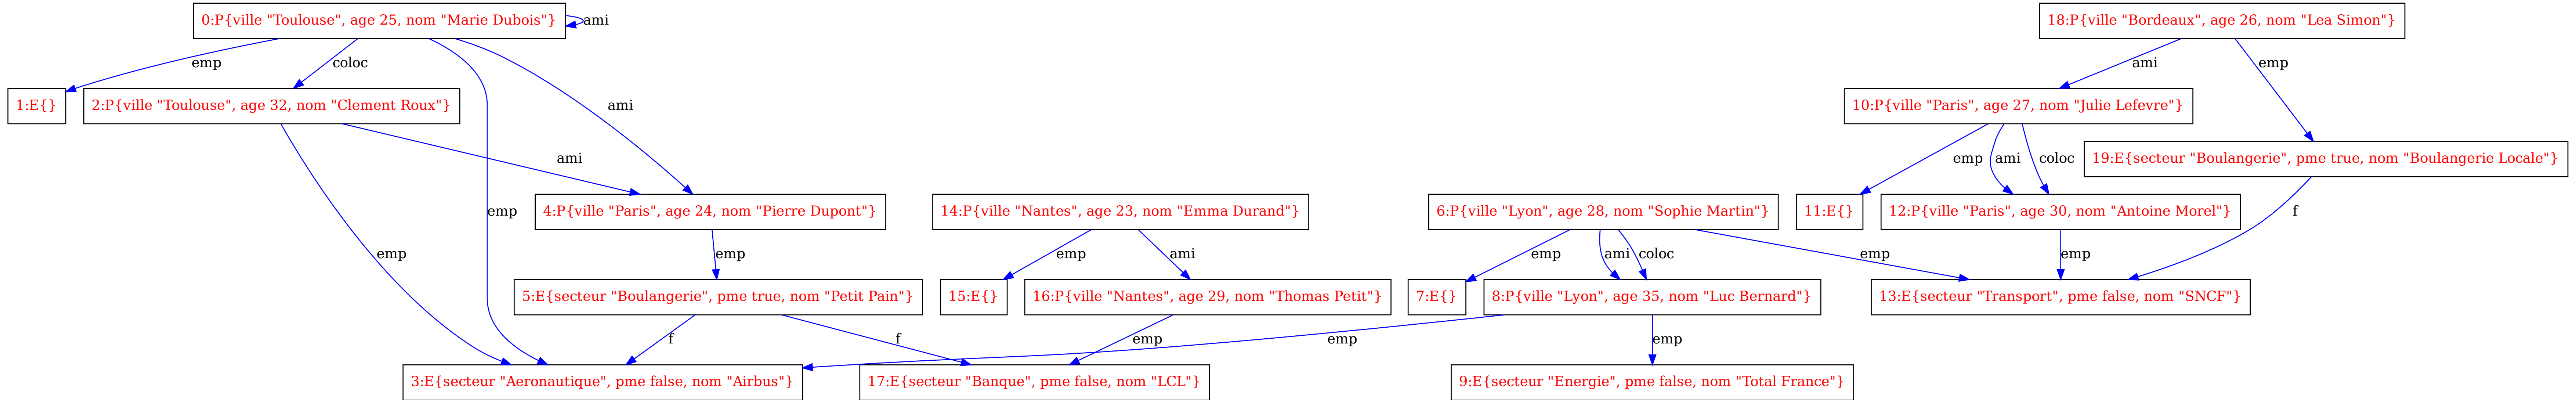 0:P{ville "Toulouse", age 25, nom "Marie Dubois"}
ami
18:P{ville "Bordeaux", age 26, nom "Lea Simon"}
emp
coloc
ami
emp
1:E{}
2:P{ville "Toulouse", age 32, nom "Clement Roux"}
ami
10:P{ville "Paris", age 27, nom "Julie Lefevre"}
ami
emp
ami
coloc
19:E{secteur "Boulangerie", pme true, nom "Boulangerie Locale"}
emp
4:P{ville "Paris", age 24, nom "Pierre Dupont"}
14:P{ville "Nantes", age 23, nom "Emma Durand"}
6:P{ville "Lyon", age 28, nom "Sophie Martin"}
11:E{}
12:P{ville "Paris", age 30, nom "Antoine Morel"}
f
emp
emp
emp
ami
emp
ami
coloc
emp
emp
5:E{secteur "Boulangerie", pme true, nom "Petit Pain"}
15:E{}
16:P{ville "Nantes", age 29, nom "Thomas Petit"}
7:E{}
8:P{ville "Lyon", age 35, nom "Luc Bernard"}
13:E{secteur "Transport", pme false, nom "SNCF"}
f
f
emp
emp
emp
3:E{secteur "Aeronautique", pme false, nom "Airbus"}
17:E{secteur "Banque", pme false, nom "LCL"}
9:E{secteur "Energie", pme false, nom "Total France"}